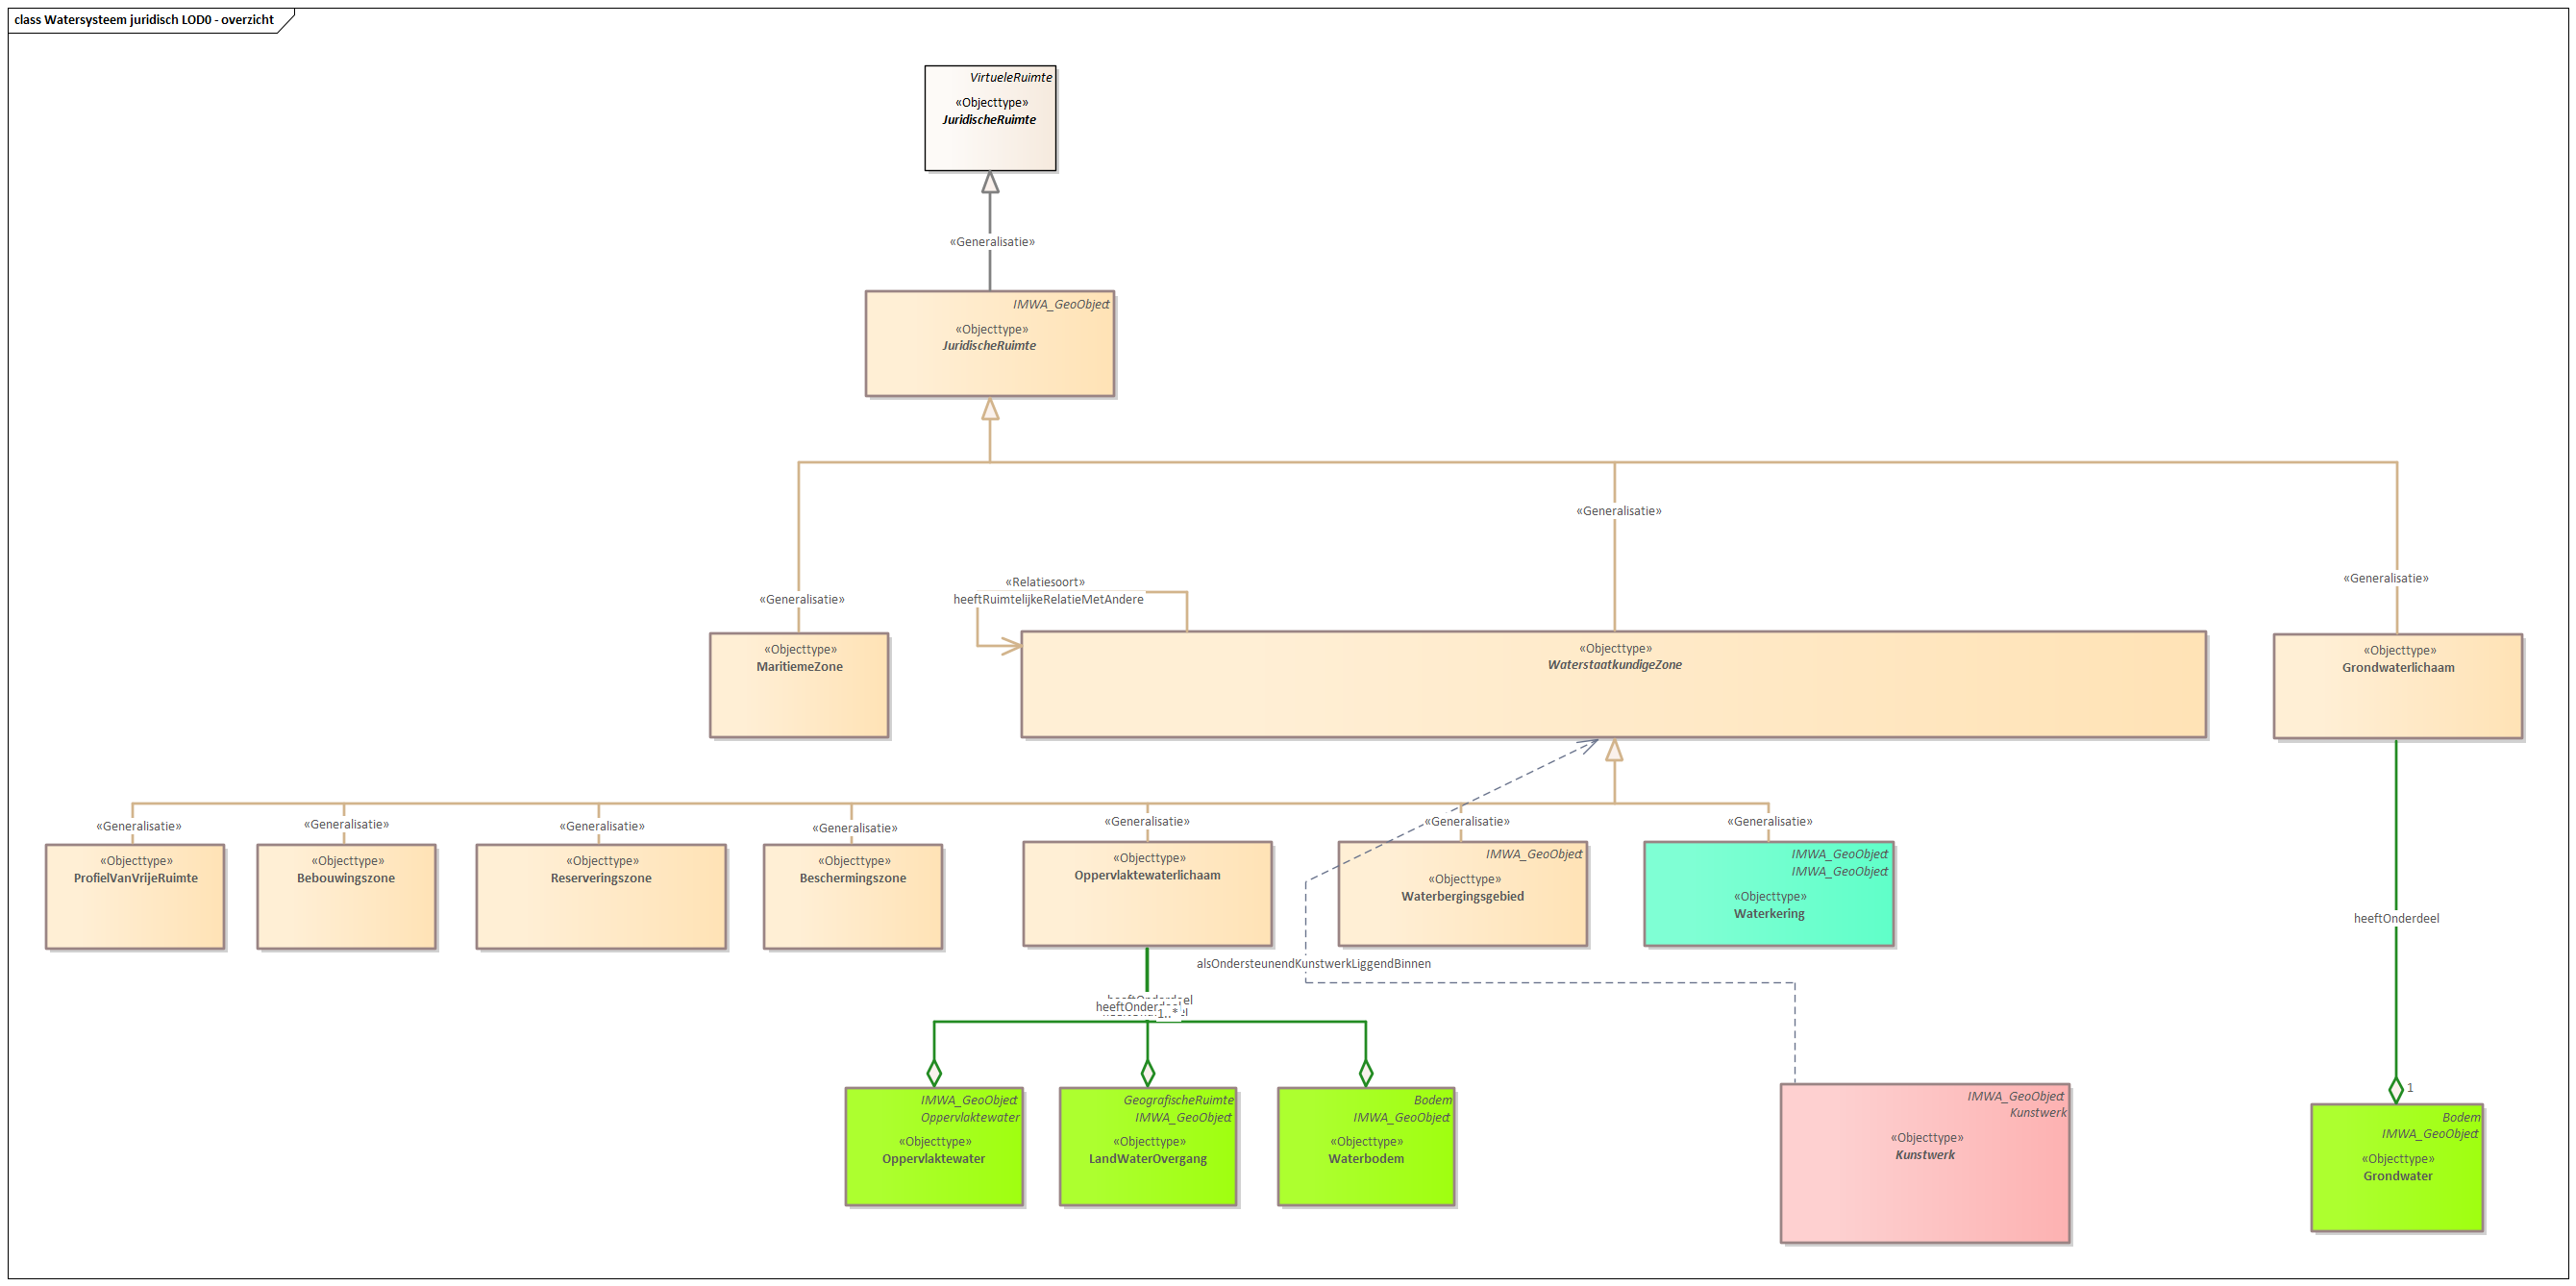 class Watersysteem juridisch LOD0 - overzicht
VirtueleRuimte
«Objecttype»
JuridischeRuimte
«Generalisatie»
IMWA_GeoObject
«Objecttype»
JuridischeRuimte
«Generalisatie»
«Generalisatie»
«Generalisatie»
«Relatiesoort»
heeftRuimtelijkeRelatieMetAndere
«Objecttype»
MaritiemeZone
«Objecttype»
WaterstaatkundigeZone
«Objecttype»
Grondwaterlichaam
«Generalisatie»
«Generalisatie»
«Generalisatie»
«Generalisatie»
«Generalisatie»
«Generalisatie»
«Generalisatie»
«Objecttype»
ProfielVanVrijeRuimte
«Objecttype»
Bebouwingszone
«Objecttype»
Reserveringszone
«Objecttype»
Beschermingszone
«Objecttype»
Oppervlaktewaterlichaam
IMWA_GeoObject
«Objecttype»
Waterbergingsgebied
IMWA_GeoObject
IMWA_GeoObject
«Objecttype»
Waterkering
heeftOnderdeel
alsOndersteunendKunstwerkLiggendBinnen
1..*
IMWA_GeoObject
Oppervlaktewater
«Objecttype»
Oppervlaktewater
GeografischeRuimte
IMWA_GeoObject
«Objecttype»
LandWaterOvergang
Bodem
IMWA_GeoObject
«Objecttype»
Waterbodem
IMWA_GeoObject
Kunstwerk
«Objecttype»
Kunstwerk
1
Bodem
IMWA_GeoObject
«Objecttype»
Grondwater